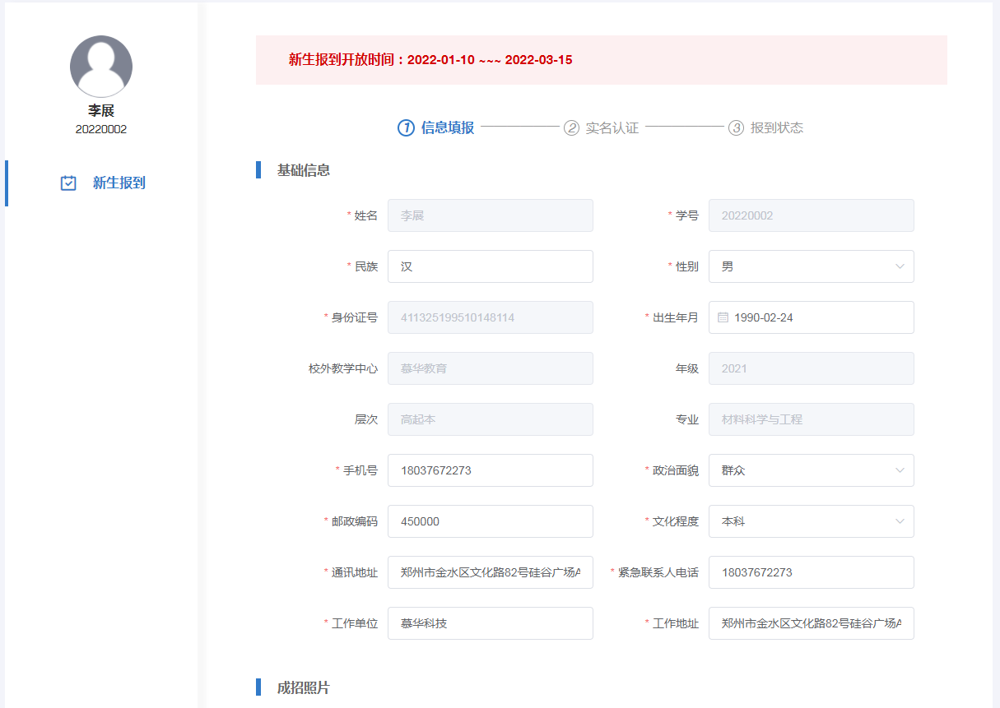 李展
20220002
新生报到
新生报到开放时间：2022-01-10 ~~~ 2022-03-15
1 信息填报 2 实名认证 3 报到状态
基础信息
* 姓名 李展 * 学号 20220002
* 民族 汉 * 性别 男
* 身份证号 411325199510148114 * 出生年月 1990-02-24
校外教学中心 慕华教育 年级 2021
层次 高起本 专业 材料科学与工程
* 手机号 18037672273 * 政治面貌 群众
* 邮政编码 450000 * 文化程度 本科
* 通讯地址 郑州市金水区文化路82号硅谷广场A * 紧急联系人电话 18037672273
* 工作单位 慕华科技 * 工作地址 郑州市金水区文化路82号硅谷广场A
成招照片